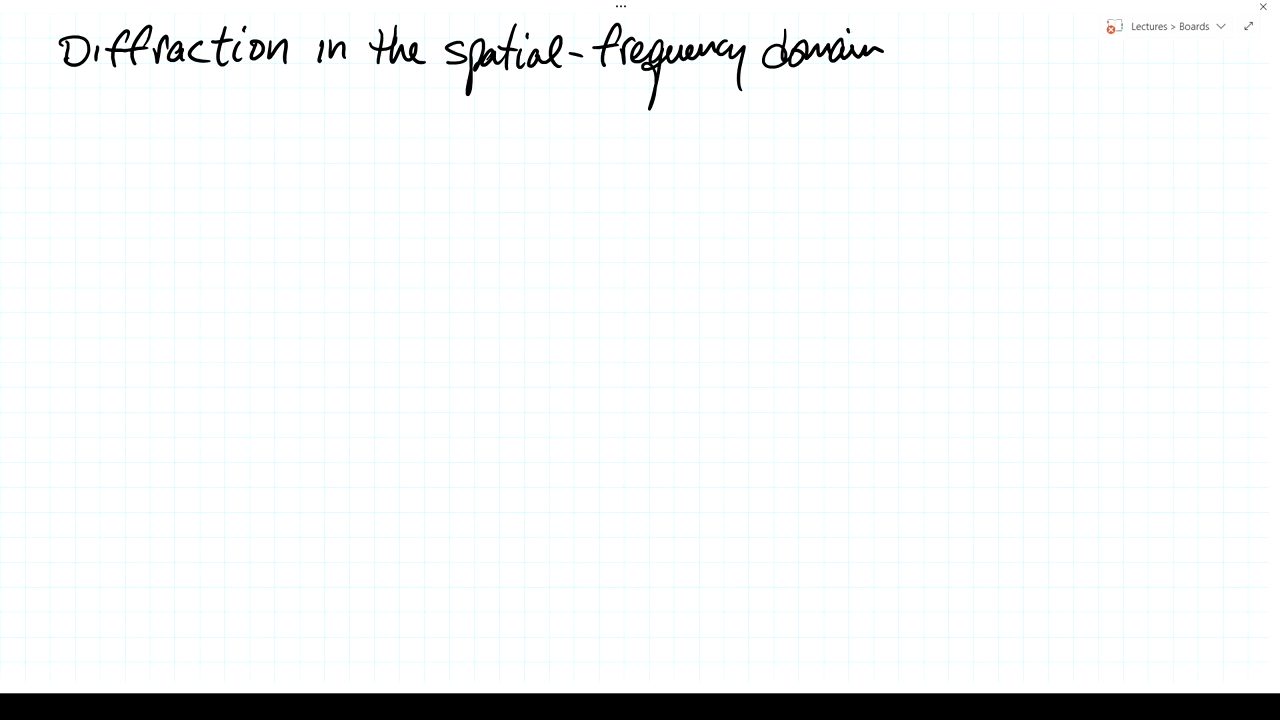 Diffraction in the spatial-frequency domain
Lectures > Boards